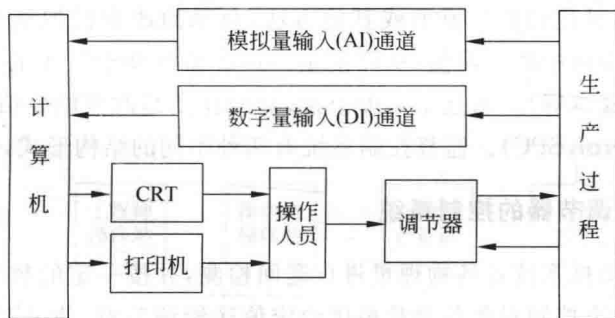 模拟量输入(AI)通道
数字量输入(DI)通道
计算机
CRT
打印机
操作
人员
调节器
生产过程